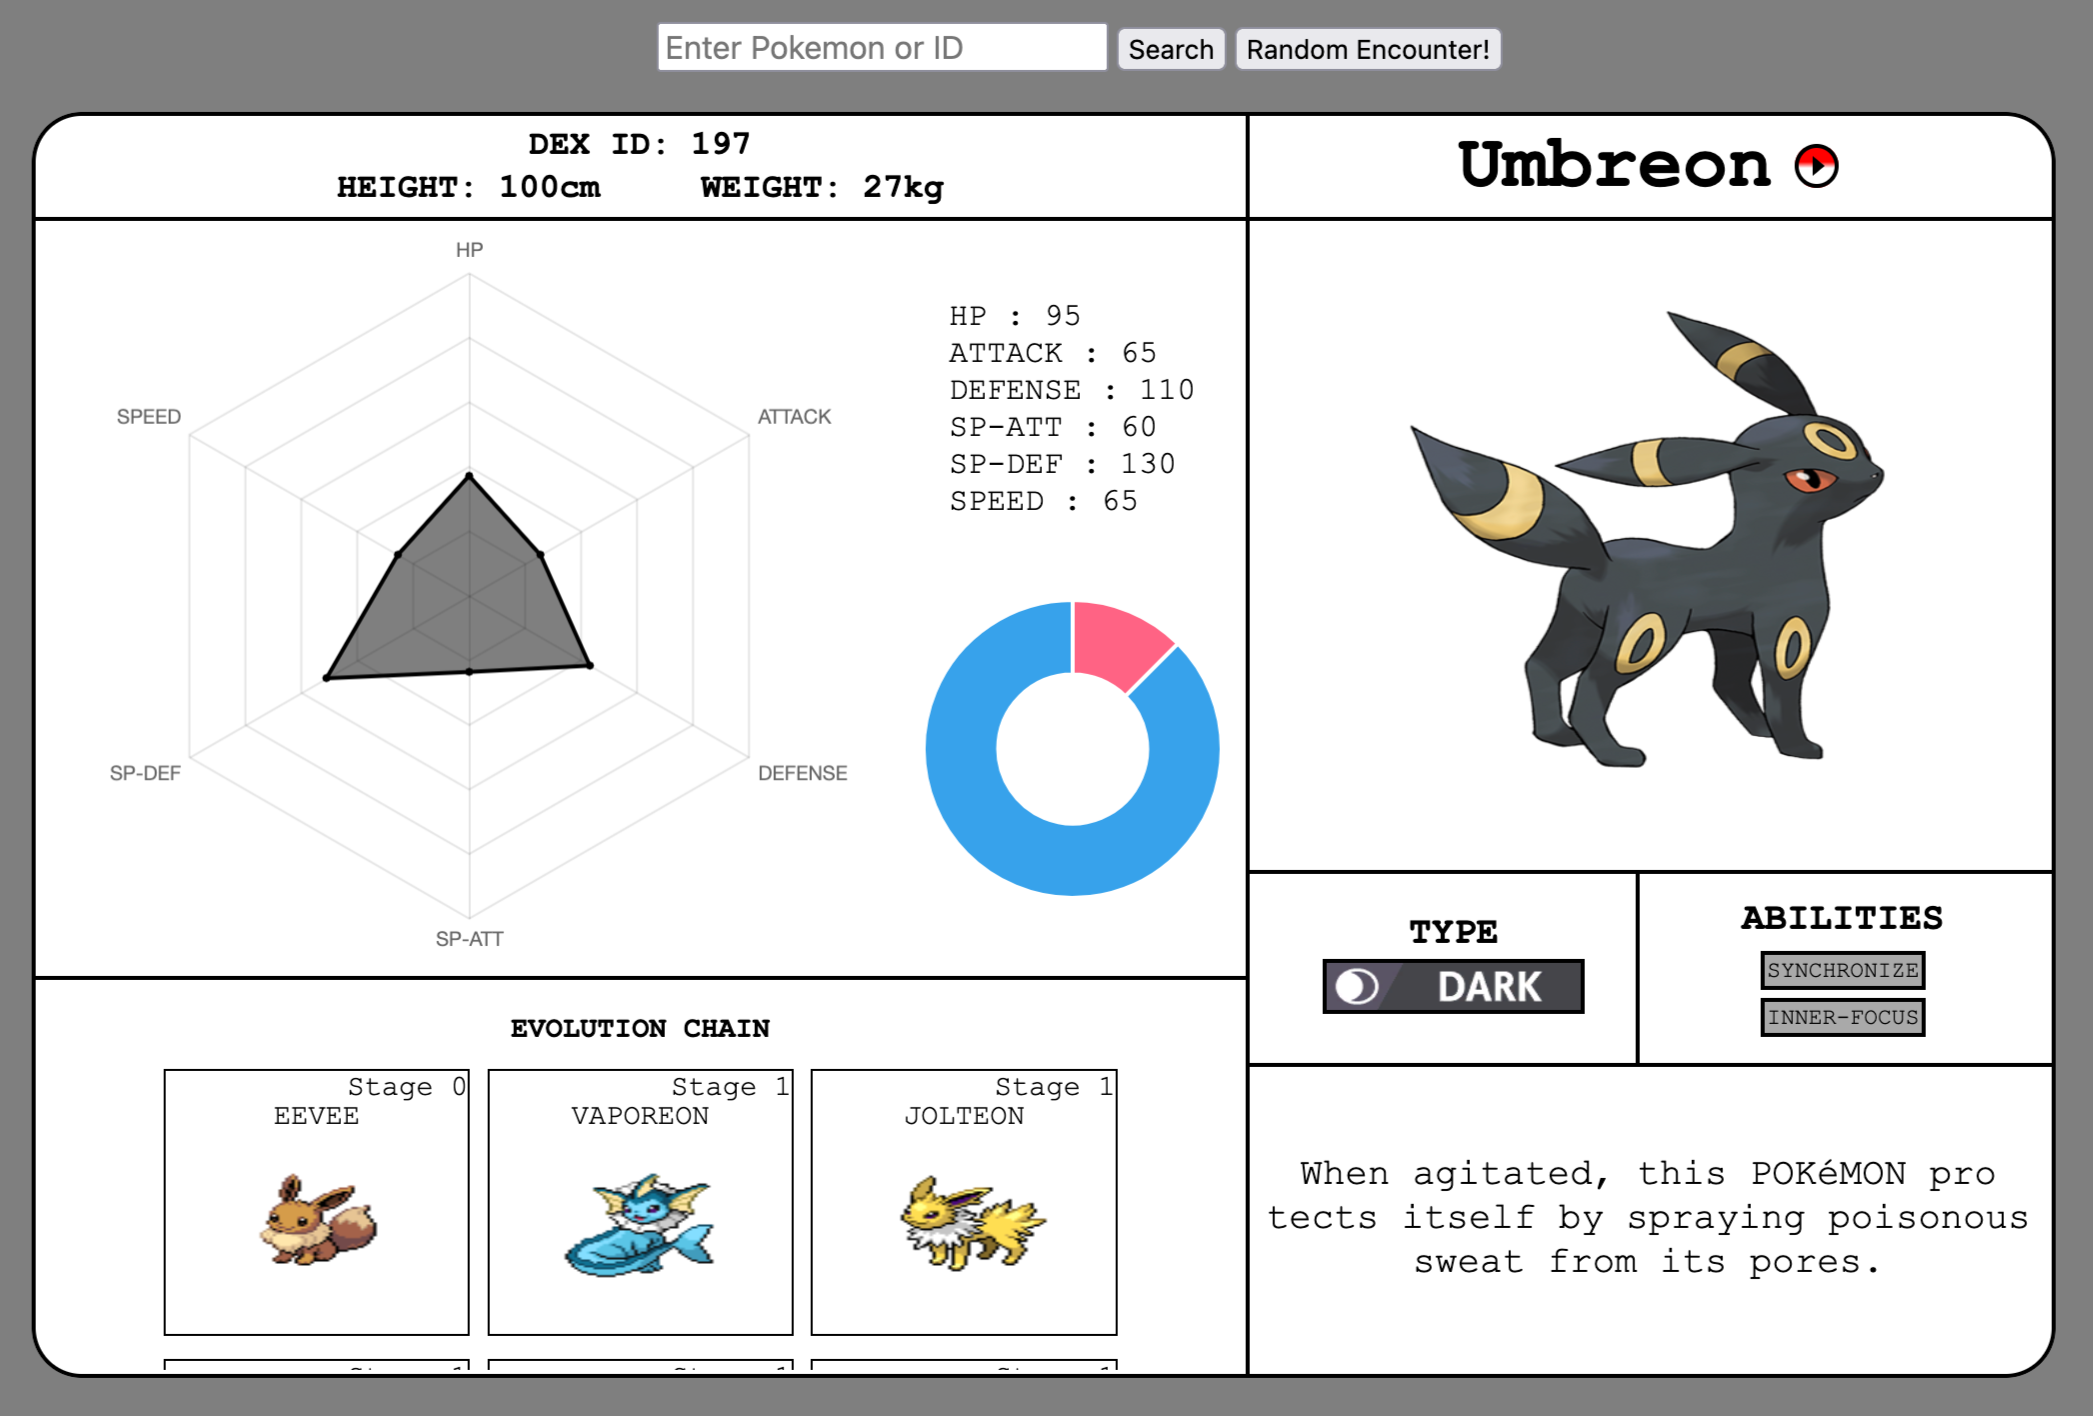 Enter Pokemon or ID Search Random Encounter!
DEX ID: 197
HEIGHT: 100cm WEIGHT: 27kg
Umbreon
HP
ATTACK
DEFENSE
SP-ATT
SP-DEF
SPEED
HP : 95
ATTACK : 65
DEFENSE : 110
SP-ATT : 60
SP-DEF : 130
SPEED : 65
TYPE
DARK
ABILITIES
SYNCHRONIZE
INNER-FOCUS
EVOLUTION CHAIN
Stage 0
EEVEE
Stage 1
VAPOREON
Stage 1
JOLTEON
When agitated, this POKéMON pro
tects itself by spraying poisonous
sweat from its pores.